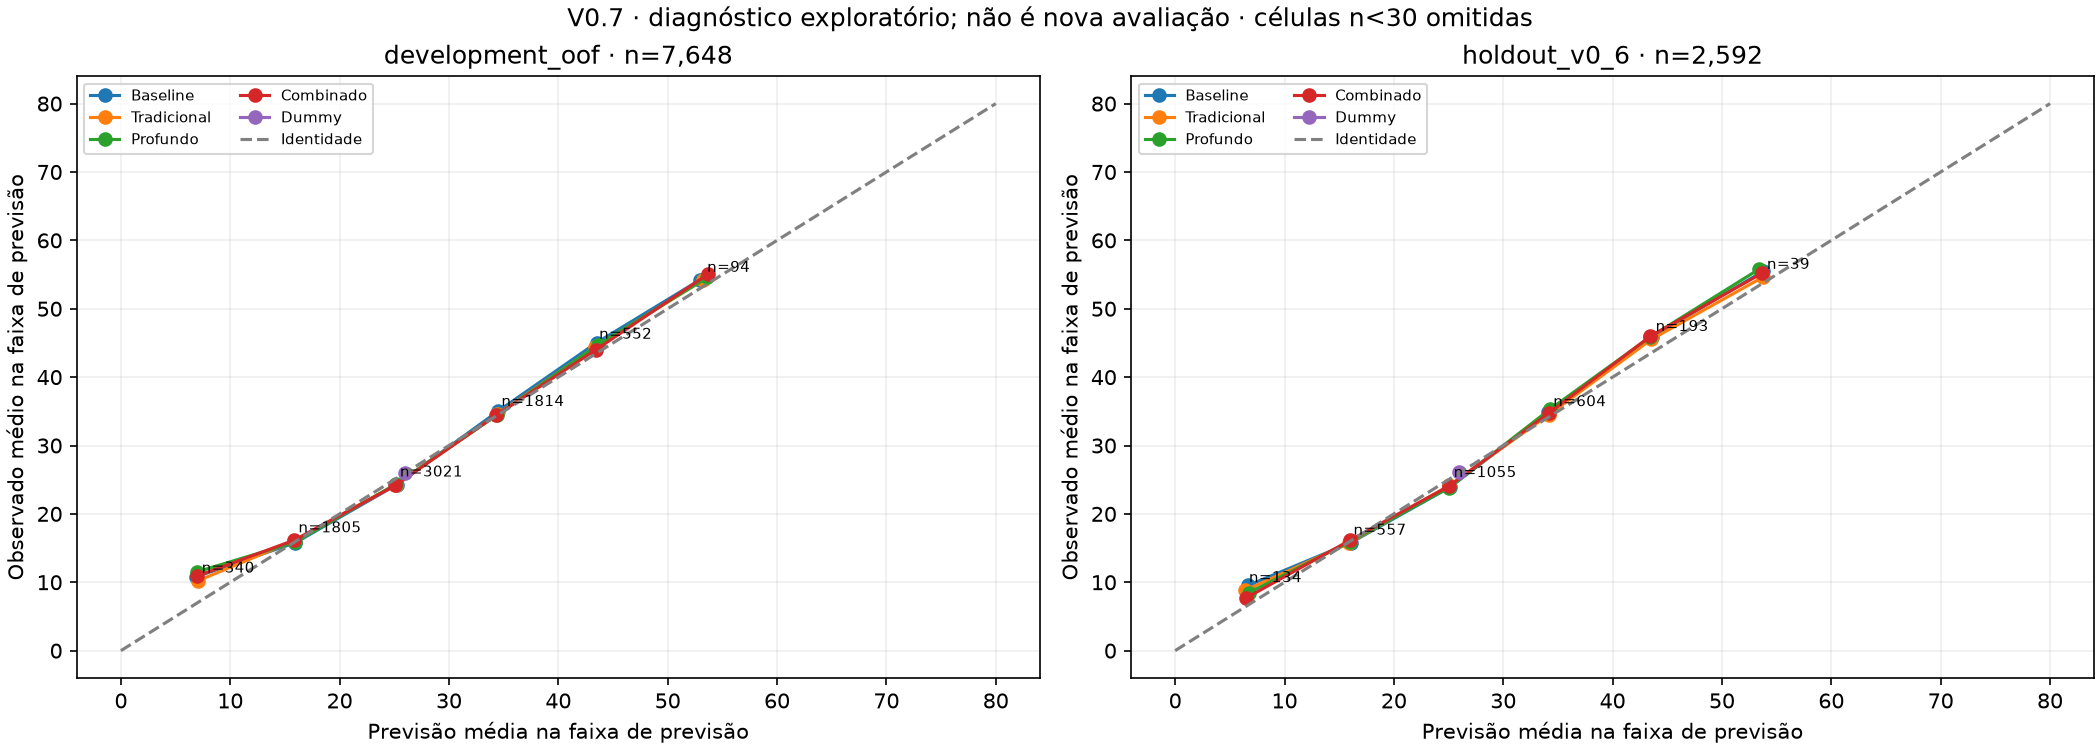 V0.7 · diagnóstico exploratório; não é nova avaliação · células n<30 omitidas
development_oof · n=7,648
Baseline
Tradicional
Profundo
Combinado
Dummy
Identidade
Observado médio na faixa de previsão
80
70
60
50
40
30
20
10
0
n=94
n=552
n=1814
n=3021
n=1805
n=340
0 10 20 30 40 50 60 70 80
Previsão média na faixa de previsão
holdout_v0_6 · n=2,592
Baseline
Tradicional
Profundo
Combinado
Dummy
Identidade
Observado médio na faixa de previsão
80
70
60
50
40
30
20
10
0
n=39
n=193
n=604
n=1055
n=557
n=134
0 10 20 30 40 50 60 70 80
Previsão média na faixa de previsão